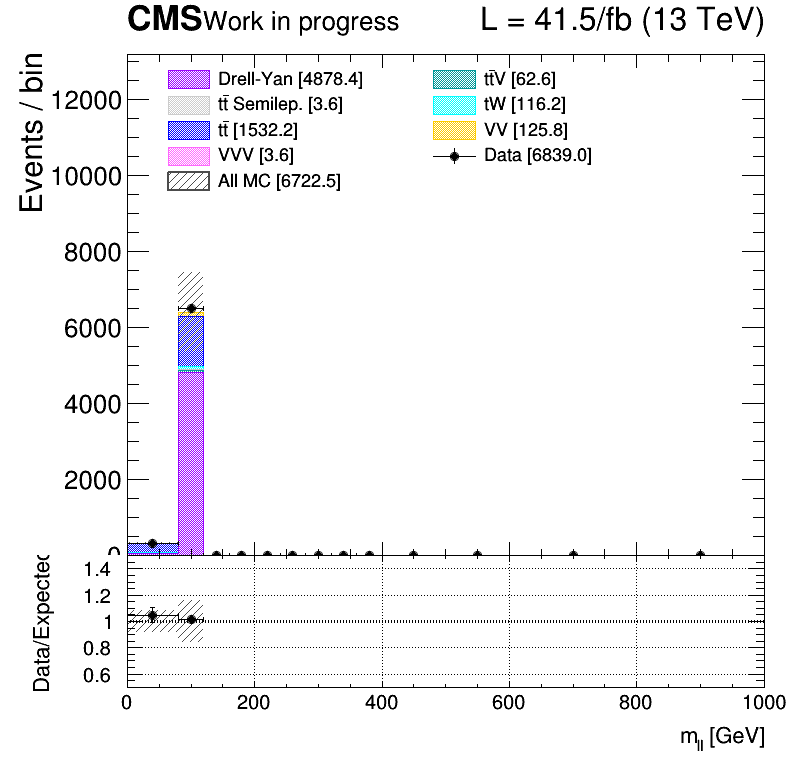 CMS Work in progress L = 41.5/fb (13 TeV)
Events / bin
12000
10000
8000
6000
4000
2000
0
Drell-Yan [4878.4]
tt̄ Semilep. [3.6]
tt̄ [1532.2]
VVV [3.6]
All MC [6722.5]
tt̄V [62.6]
tW [116.2]
VV [125.8]
Data [6839.0]
Data/Expected
1.4
1.2
1
0.8
0.6
0 200 400 600 800 1000
m_ll [GeV]